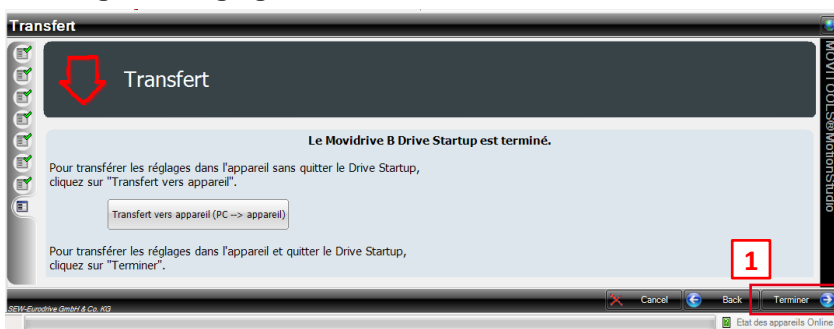 Transfert
Transfert
Le Movidrive B Drive Startup est terminé.
Pour transférer les réglages dans l'appareil sans quitter le Drive Startup,
cliquez sur "Transfert vers appareil".
Transfert vers appareil (PC --> appareil)
Pour transférer les réglages dans l'appareil et quitter le Drive Startup,
cliquez sur "Terminer".
1
Cancel
Back
Terminer
SEW-Eurodrive GmbH & Co. KG
Etat des appareils Online
MOVITOOLS®MotionStudio